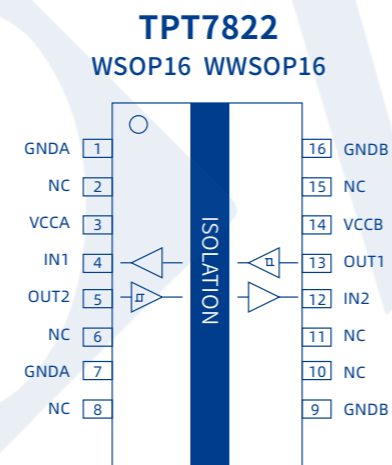 TPT7822
WSOP16 WWSOP16
GNDA 1 16 GNDB
NC 2 15 NC
VCCA 3 14 VCCB
IN1 4 13 OUT1
OUT2 5 12 IN2
NC 6 11 NC
GNDA 7 10 NC
NC 8 9 GNDB
ISOLATION